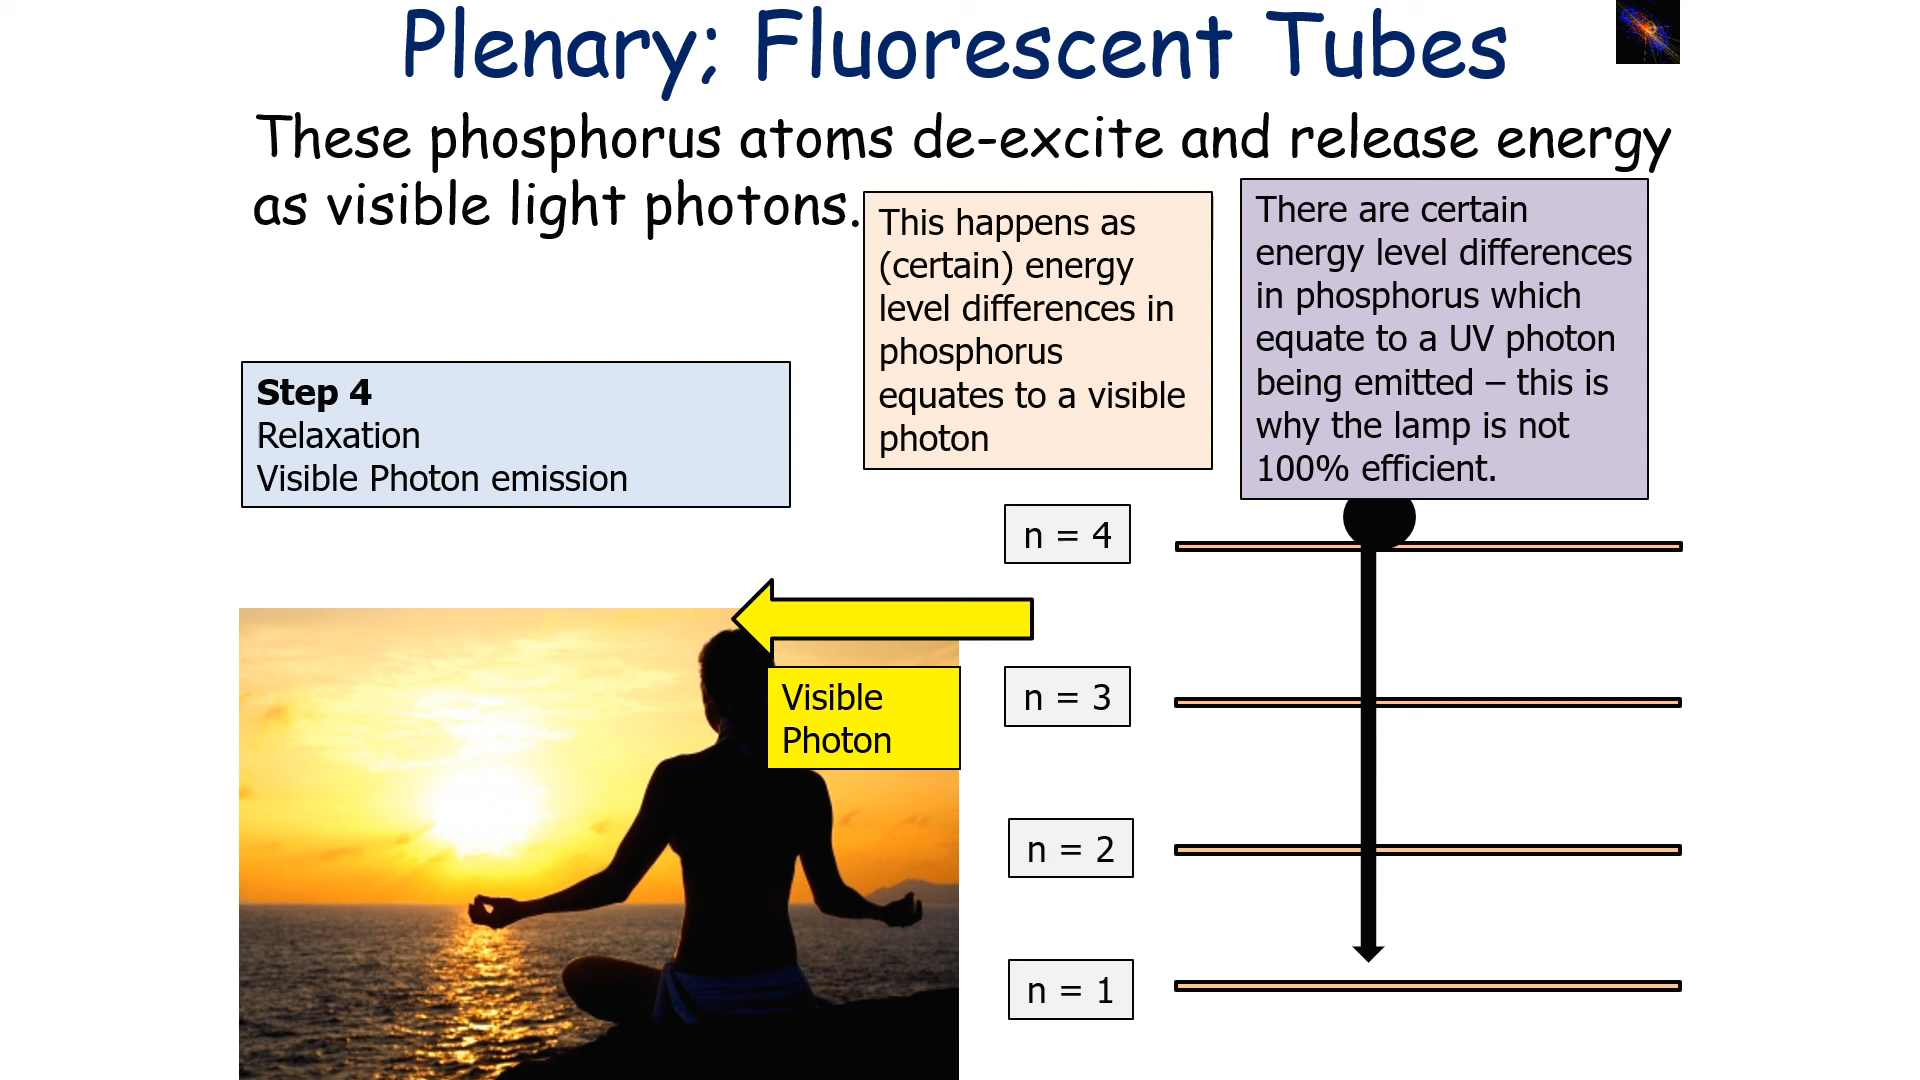 Plenary; Fluorescent Tubes
These phosphorus atoms de-excite and release energy
as visible light photons.
This happens as
(certain) energy
level differences in
phosphorus
equates to a visible
photon
There are certain
energy level differences
in phosphorus which
equate to a UV photon
being emitted – this is
why the lamp is not
100% efficient.
Step 4
Relaxation
Visible Photon emission
n = 4
Visible
Photon
n = 3
n = 2
n = 1